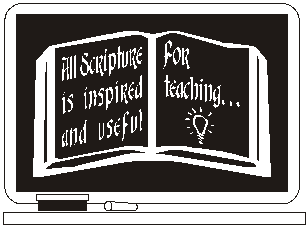 All Scripture
is inspired
and useful
for
teaching...